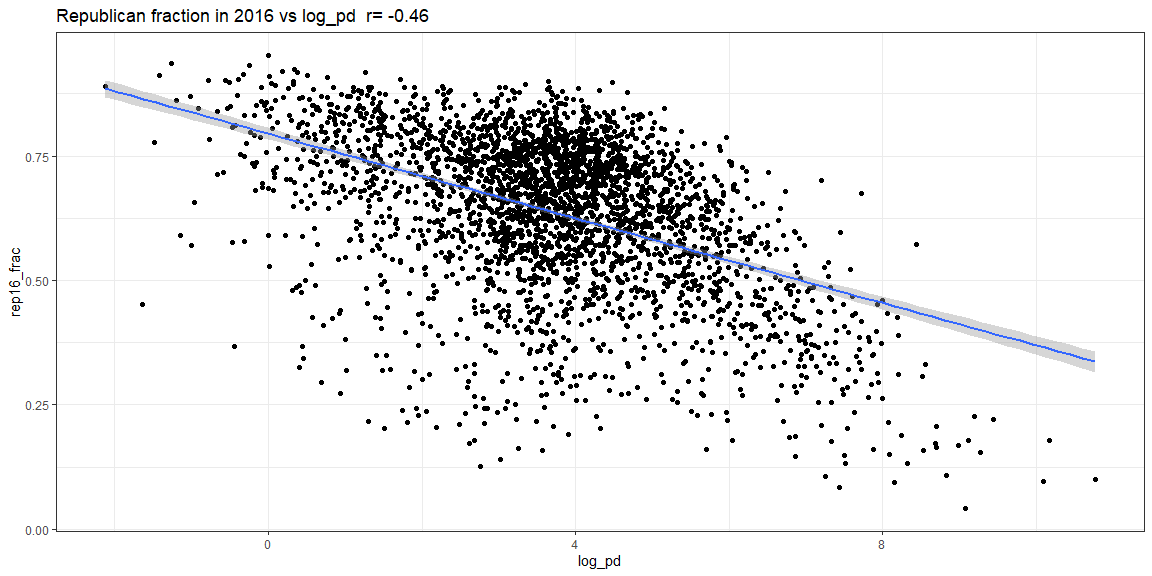 Republican fraction in 2016 vs log_pd  r= -0.46
0.75
0.50
0.25
0.00
rep16_frac
0
4
8
log_pd